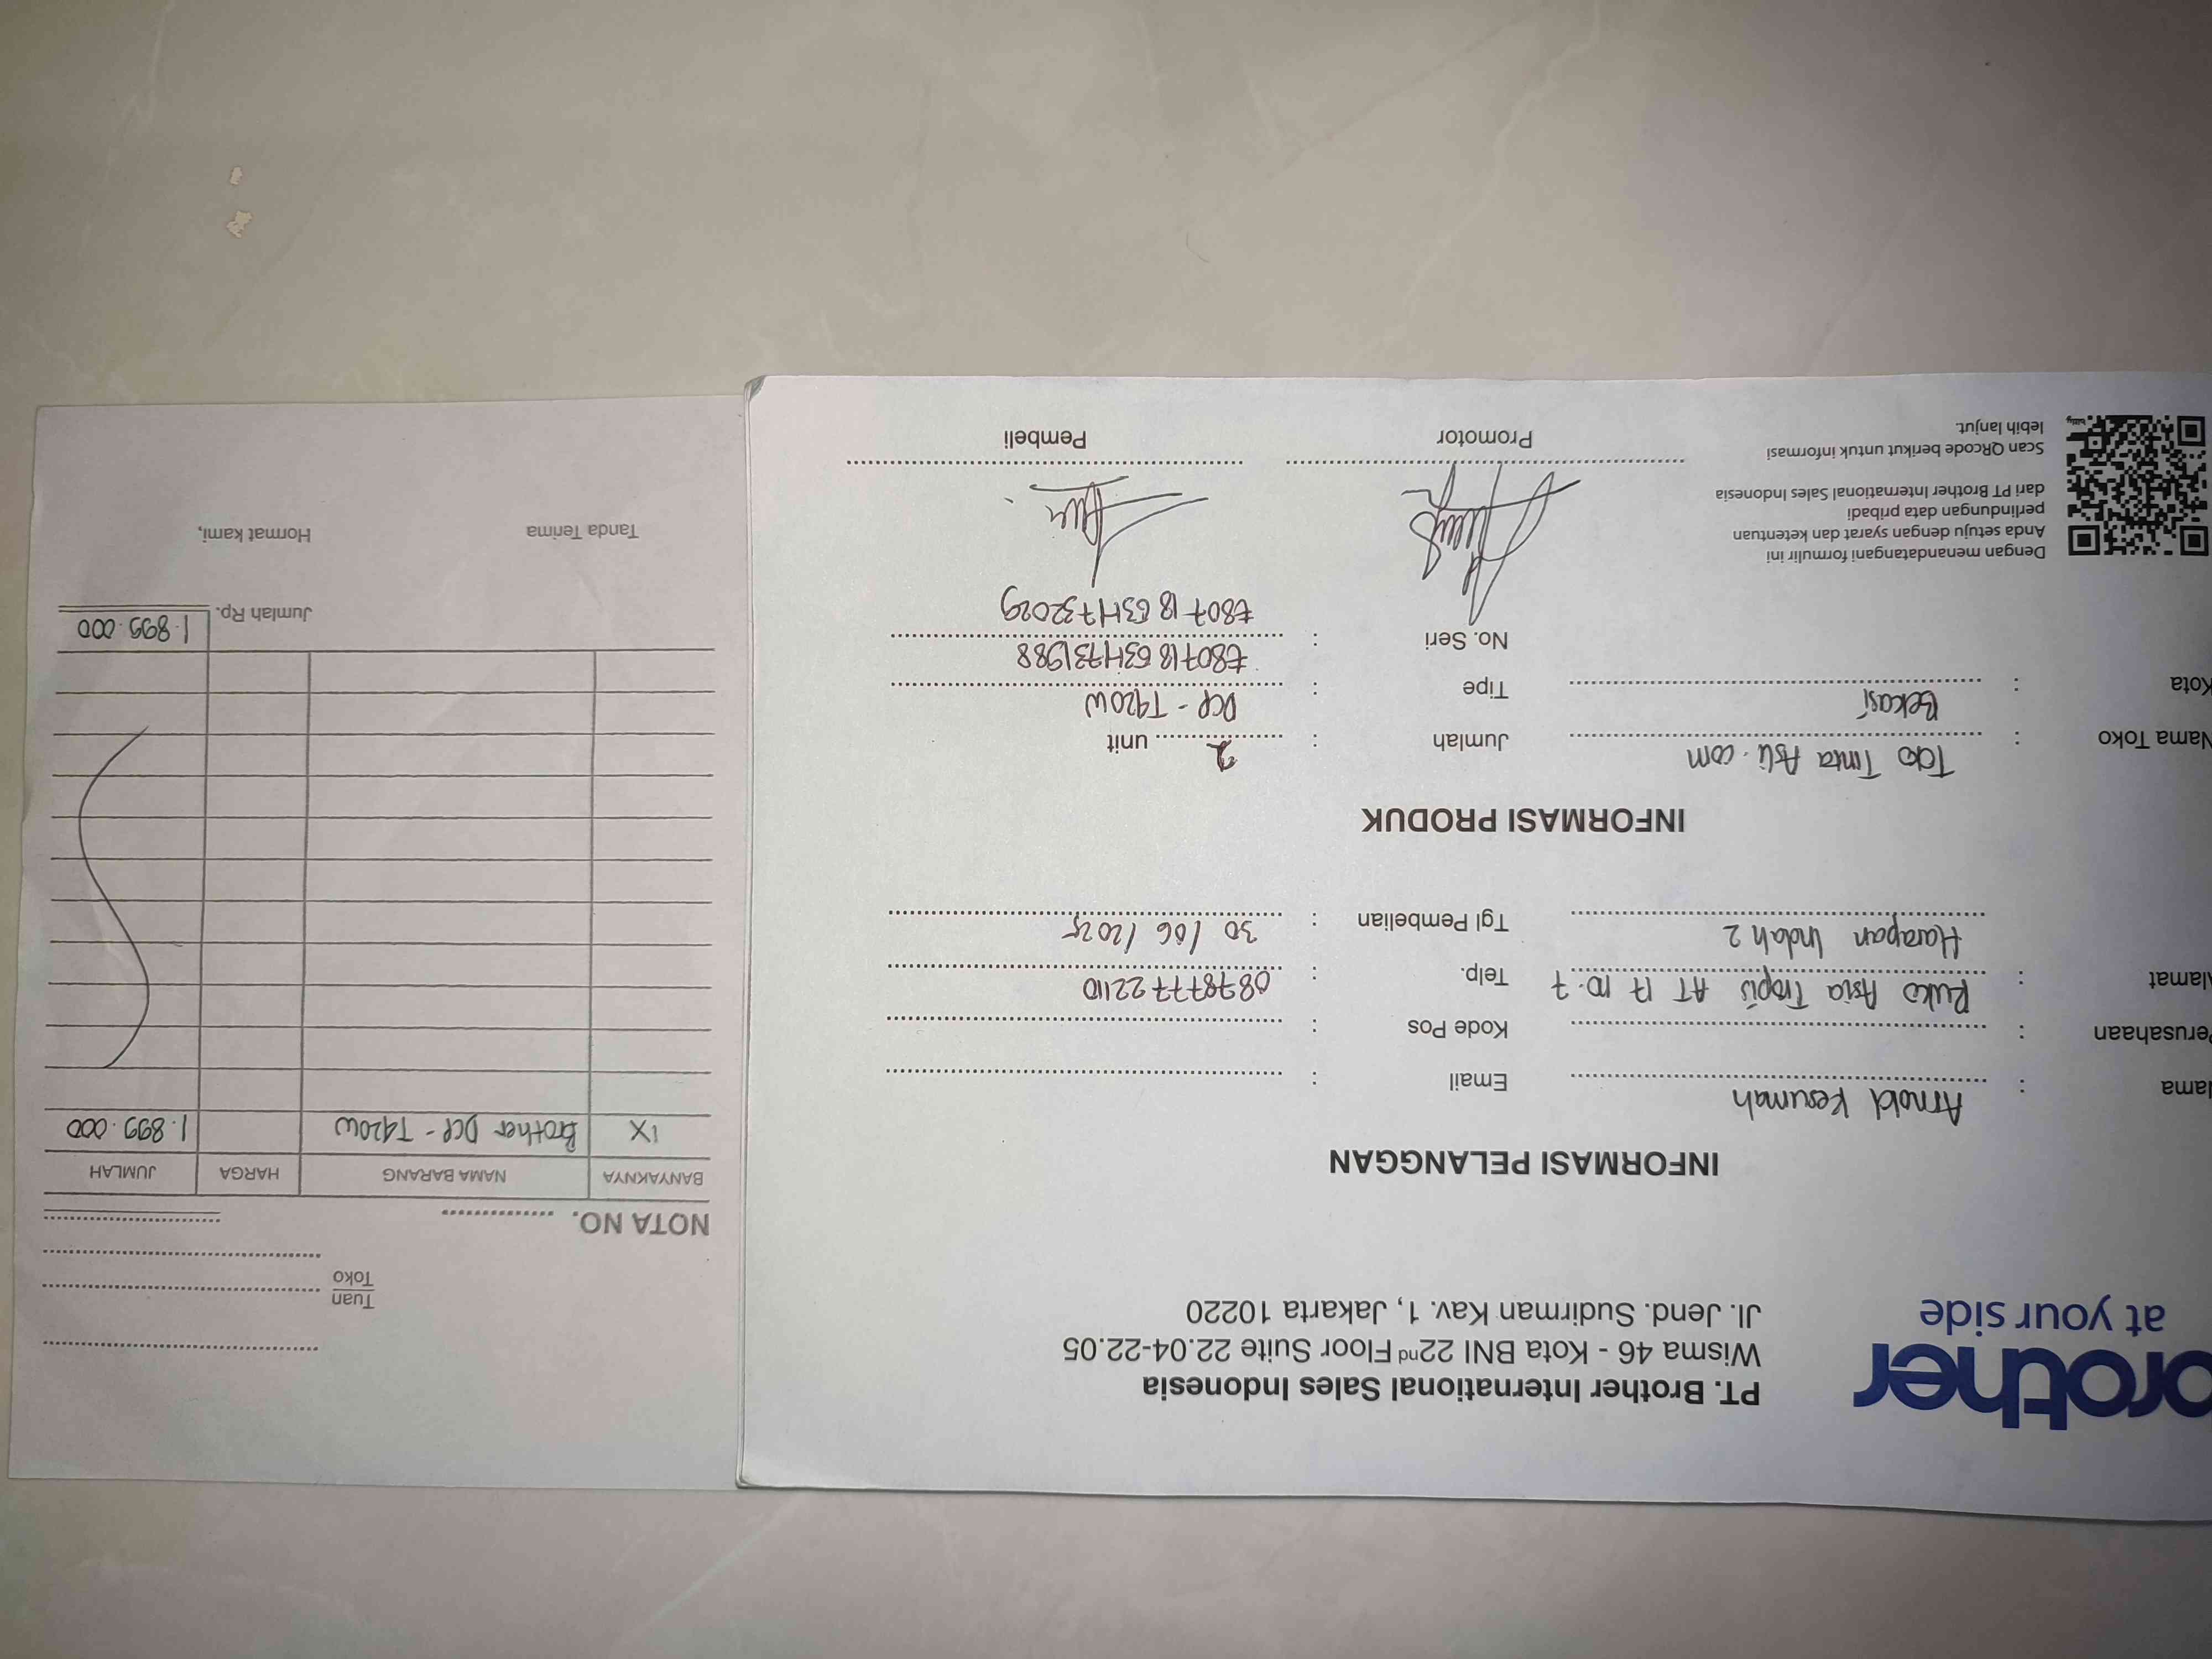 brother
at your side
PT. Brother International Sales Indonesia
Wisma 46 - Kota BNI 22nd Floor Suite 22.04-22.05
Jl. Jend. Sudirman Kav. 1, Jakarta 10220
INFORMASI PELANGGAN
Nama : Arnold Kesumah
Perusahaan :
Alamat : Ruko Asia Tropis AT 17 no. 7
Harapan Indah 2
Email :
Kode Pos :
Telp. : 087877722110
Tgl Pembelian : 30 / 06 / 2025
INFORMASI PRODUK
Nama Toko : Toko Tinta Asli.com
Kota : Bekasi
Jumlah : 2 unit
Tipe : DCP - T420W
No. Seri : E80718G3H731988
E80718G3H732029
Dengan menandatangani formulir ini
Anda setuju dengan syarat dan ketentuan
perlindungan data pribadi
dari PT Brother International Sales Indonesia
Scan QRcode berikut untuk informasi
lebih lanjut.
Promotor
Pembeli
Tuan
Toko
NOTA NO.
BANYAKNYA NAMA BARANG HARGA JUMLAH
1X Brother DCP - T420W 1.899.000
Jumlah Rp. 1.899.000
Tanda Terima Hormat kami,